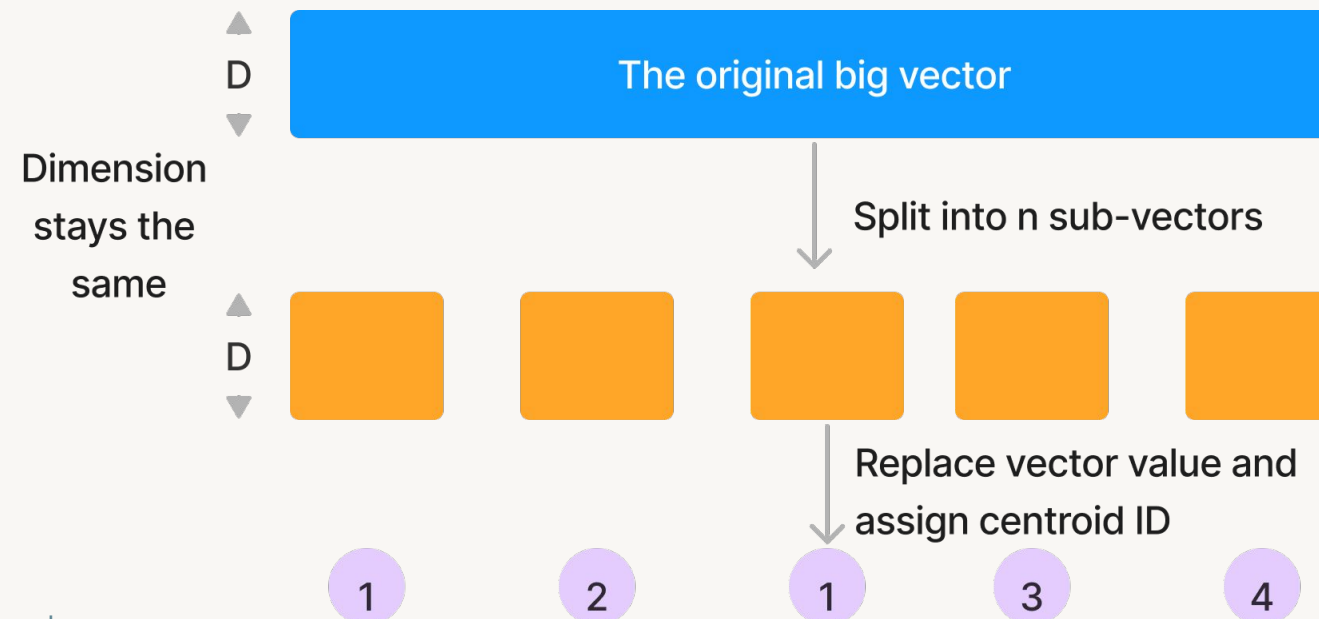 D
The original big vector
Dimension
stays the
same
Split into n sub-vectors
D
Replace vector value and
assign centroid ID
1 2 1 3 4